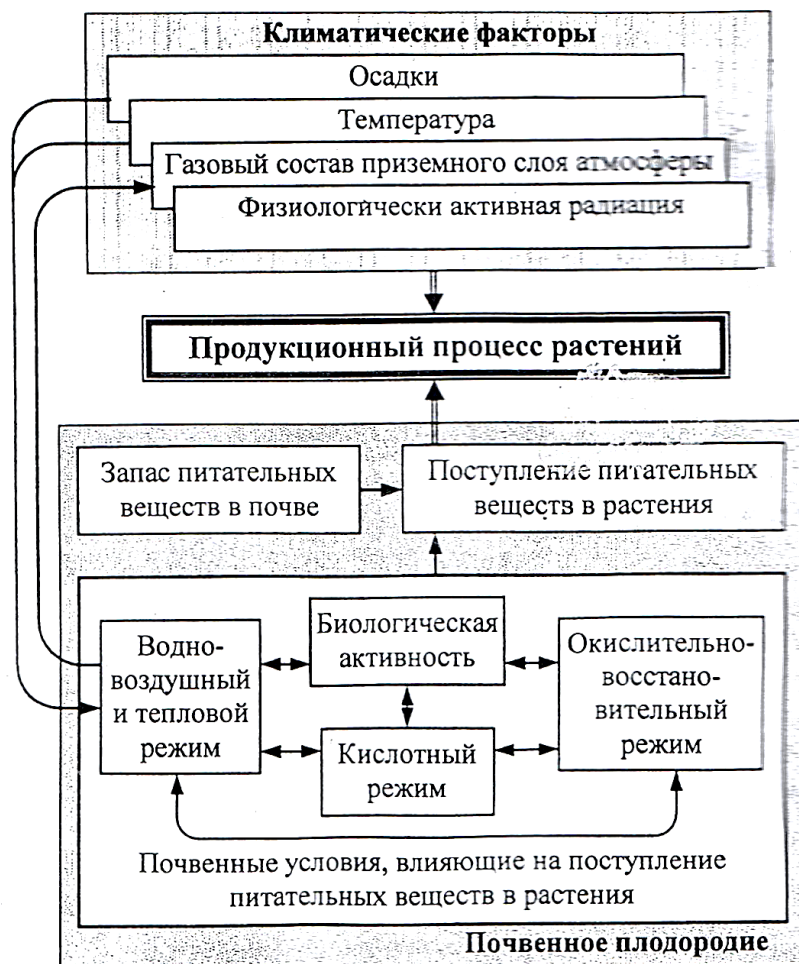 Климатические факторы
Осадки
Температура
Газовый состав приземного слоя атмосферы
Физиологически активная радиация
Продукционный процесс растений
Запас питательных
веществ в почве
Поступление питательных
веществ в растения
Водно-
воздушный
и тепловой
режим
Биологическая
активность
Кислотный
режим
Окислительно-
восстано-
вительный
режим
Почвенные условия, влияющие на поступление
питательных веществ в растения
Почвенное плодородие